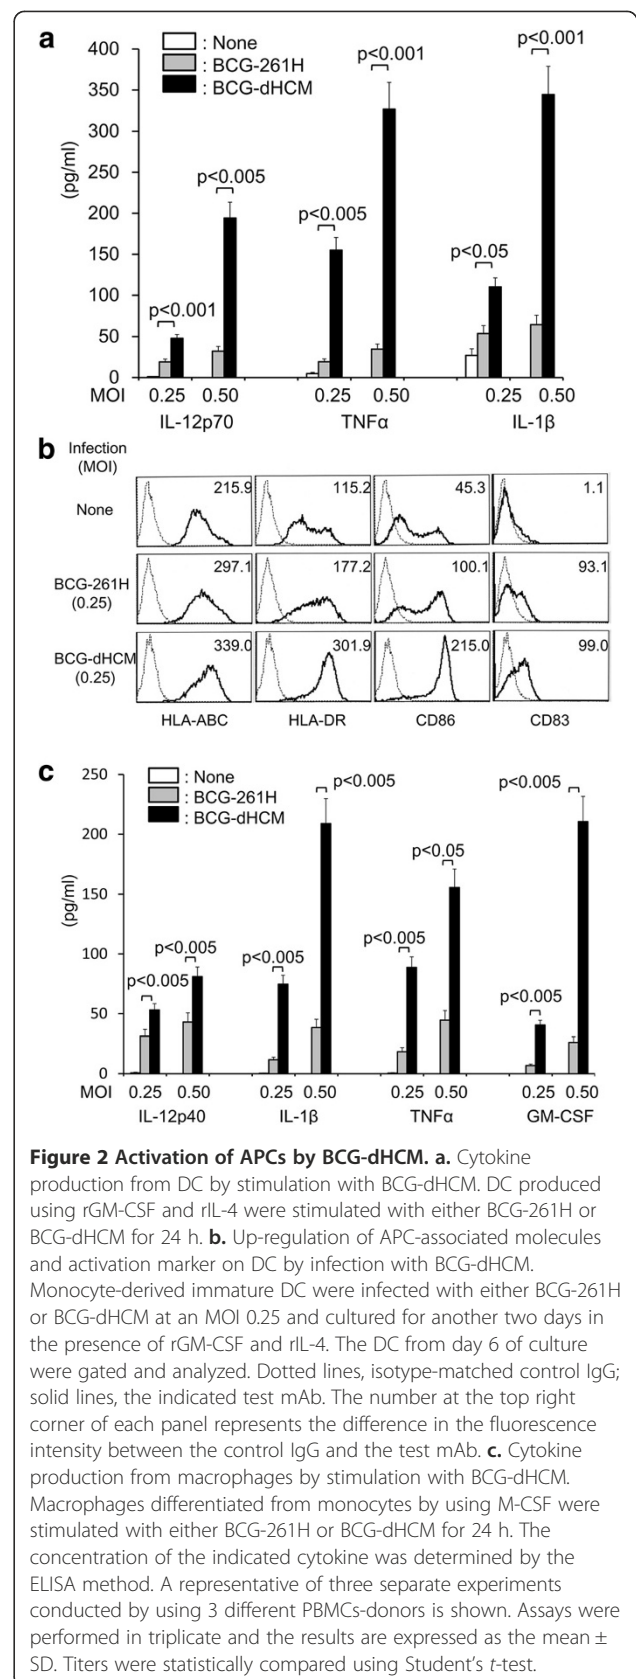 a
: None
: BCG-261H
: BCG-dHCM
400
350
300
250
200
150
100
50
0
(pg/ml)
p<0.001
p<0.005
p<0.005
p<0.001
p<0.05
p<0.001
MOI 0.25 0.50 0.25 0.50 0.25 0.50
IL-12p70 TNFα IL-1β
b
Infection
(MOI)
None
215.9 115.2 45.3 1.1
BCG-261H
(0.25)
297.1 177.2 100.1 93.1
BCG-dHCM
(0.25)
339.0 301.9 215.0 99.0
HLA-ABC HLA-DR CD86 CD83
c
: None
: BCG-261H
: BCG-dHCM
250
200
150
100
50
0
(pg/ml)
p<0.005
p<0.005
p<0.005
p<0.005
p<0.005
p<0.05
p<0.005
p<0.005
MOI 0.25 0.50 0.25 0.50 0.25 0.50 0.25 0.50
IL-12p40 IL-1β TNFα GM-CSF
Figure 2 Activation of APCs by BCG-dHCM. a. Cytokine
production from DC by stimulation with BCG-dHCM. DC produced
using rGM-CSF and rIL-4 were stimulated with either BCG-261H or
BCG-dHCM for 24 h. b. Up-regulation of APC-associated molecules
and activation marker on DC by infection with BCG-dHCM.
Monocyte-derived immature DC were infected with either BCG-261H
or BCG-dHCM at an MOI 0.25 and cultured for another two days in
the presence of rGM-CSF and rIL-4. The DC from day 6 of culture
were gated and analyzed. Dotted lines, isotype-matched control IgG;
solid lines, the indicated test mAb. The number at the top right
corner of each panel represents the difference in the fluorescence
intensity between the control IgG and the test mAb. c. Cytokine
production from macrophages by stimulation with BCG-dHCM.
Macrophages differentiated from monocytes by using M-CSF were
stimulated with either BCG-261H or BCG-dHCM for 24 h. The
concentration of the indicated cytokine was determined by the
ELISA method. A representative of three separate experiments
conducted by using 3 different PBMCs-donors is shown. Assays were
performed in triplicate and the results are expressed as the mean ±
SD. Titers were statistically compared using Student's t-test.